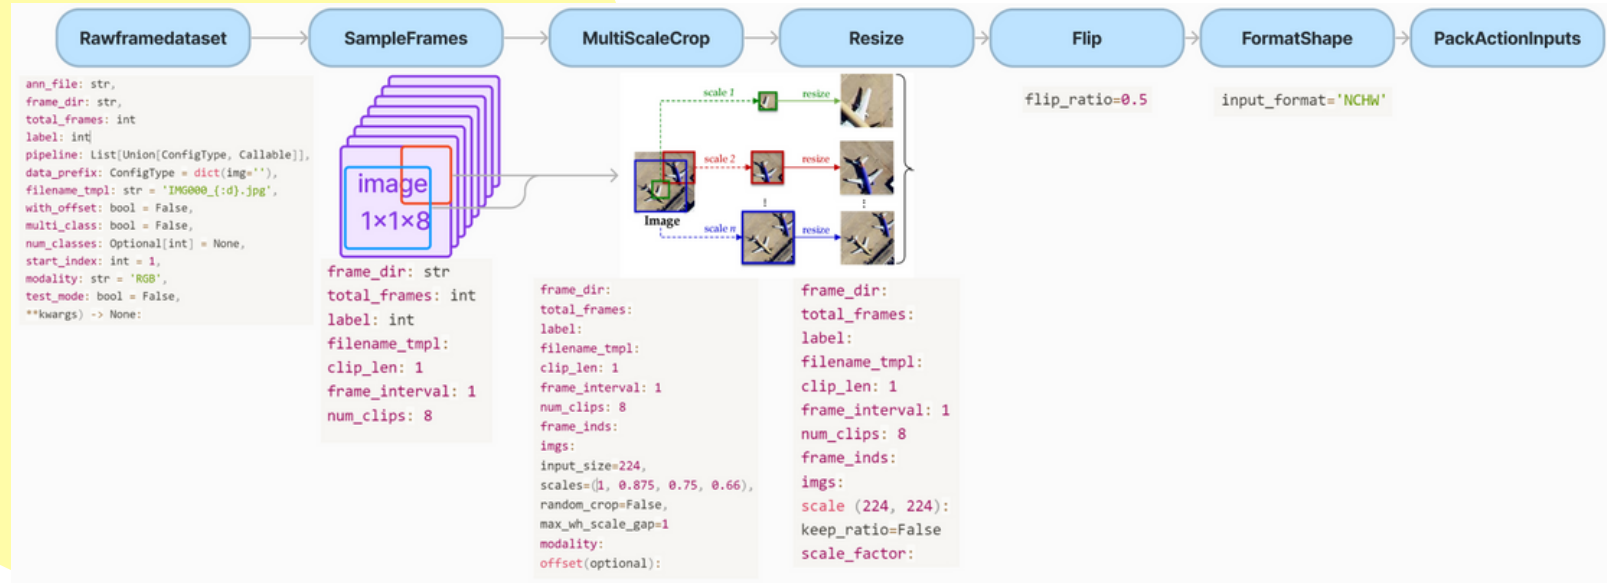 Rawframedataset
SampleFrames
MultiScaleCrop
Resize
Flip
FormatShape
PackActionInputs
ann_file: str,
frame_dir: str,
total_frames: int
label: int
pipeline: List[Union[ConfigType, Callable]],
data_prefix: ConfigType = dict(img=''),
filename_tmpl: str = 'IMG000_{:d}.jpg',
with_offset: bool = False,
multi_class: bool = False,
num_classes: Optional[int] = None,
start_index: int = 1,
modality: str = 'RGB',
test_mode: bool = False,
**kwargs) -> None:
image
1×1×8
frame_dir: str
total_frames: int
label: int
filename_tmpl:
clip_len: 1
frame_interval: 1
num_clips: 8
scale 1
resize
scale 2
resize
Image
scale n
resize
frame_dir:
total_frames:
label:
filename_tmpl:
clip_len: 1
frame_interval: 1
num_clips: 8
frame_inds:
imgs:
input_size=224,
scales=(1, 0.875, 0.75, 0.66),
random_crop=False,
max_wh_scale_gap=1
modality:
offset(optional):
frame_dir:
total_frames:
label:
filename_tmpl:
clip_len: 1
frame_interval: 1
num_clips: 8
frame_inds:
imgs:
scale (224, 224):
keep_ratio=False
scale_factor:
flip_ratio=0.5
input_format='NCHW'